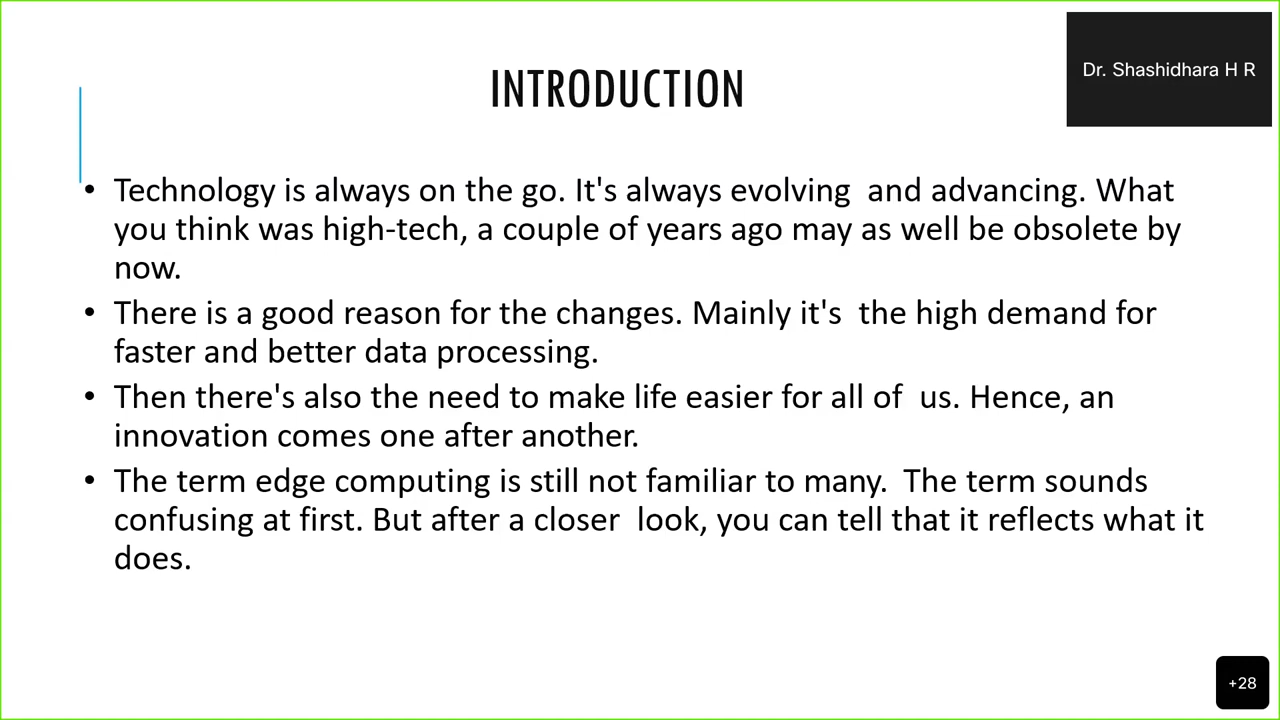 INTRODUCTION
Dr. Shashidhara H R
• Technology is always on the go. It's always evolving  and advancing. What
you think was high-tech, a couple of years ago may as well be obsolete by
now.
• There is a good reason for the changes. Mainly it's  the high demand for
faster and better data processing.
• Then there's also the need to make life easier for all of  us. Hence, an
innovation comes one after another.
• The term edge computing is still not familiar to many.  The term sounds
confusing at first. But after a closer  look, you can tell that it reflects what it
does.
+28